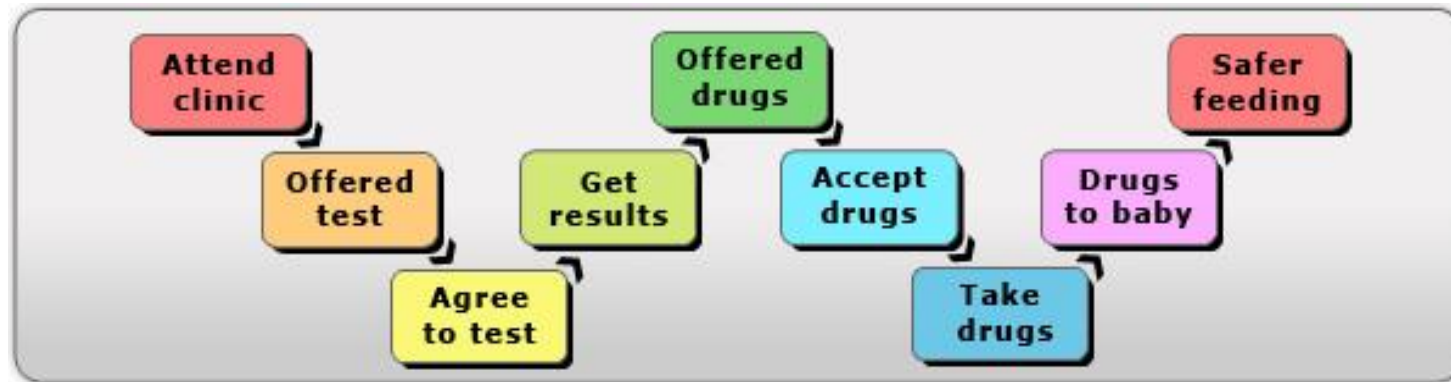 Attend
clinic
Offered
test
Agree
to test
Get
results
Offered
drugs
Accept
drugs
Take
drugs
Drugs
to baby
Safer
feeding